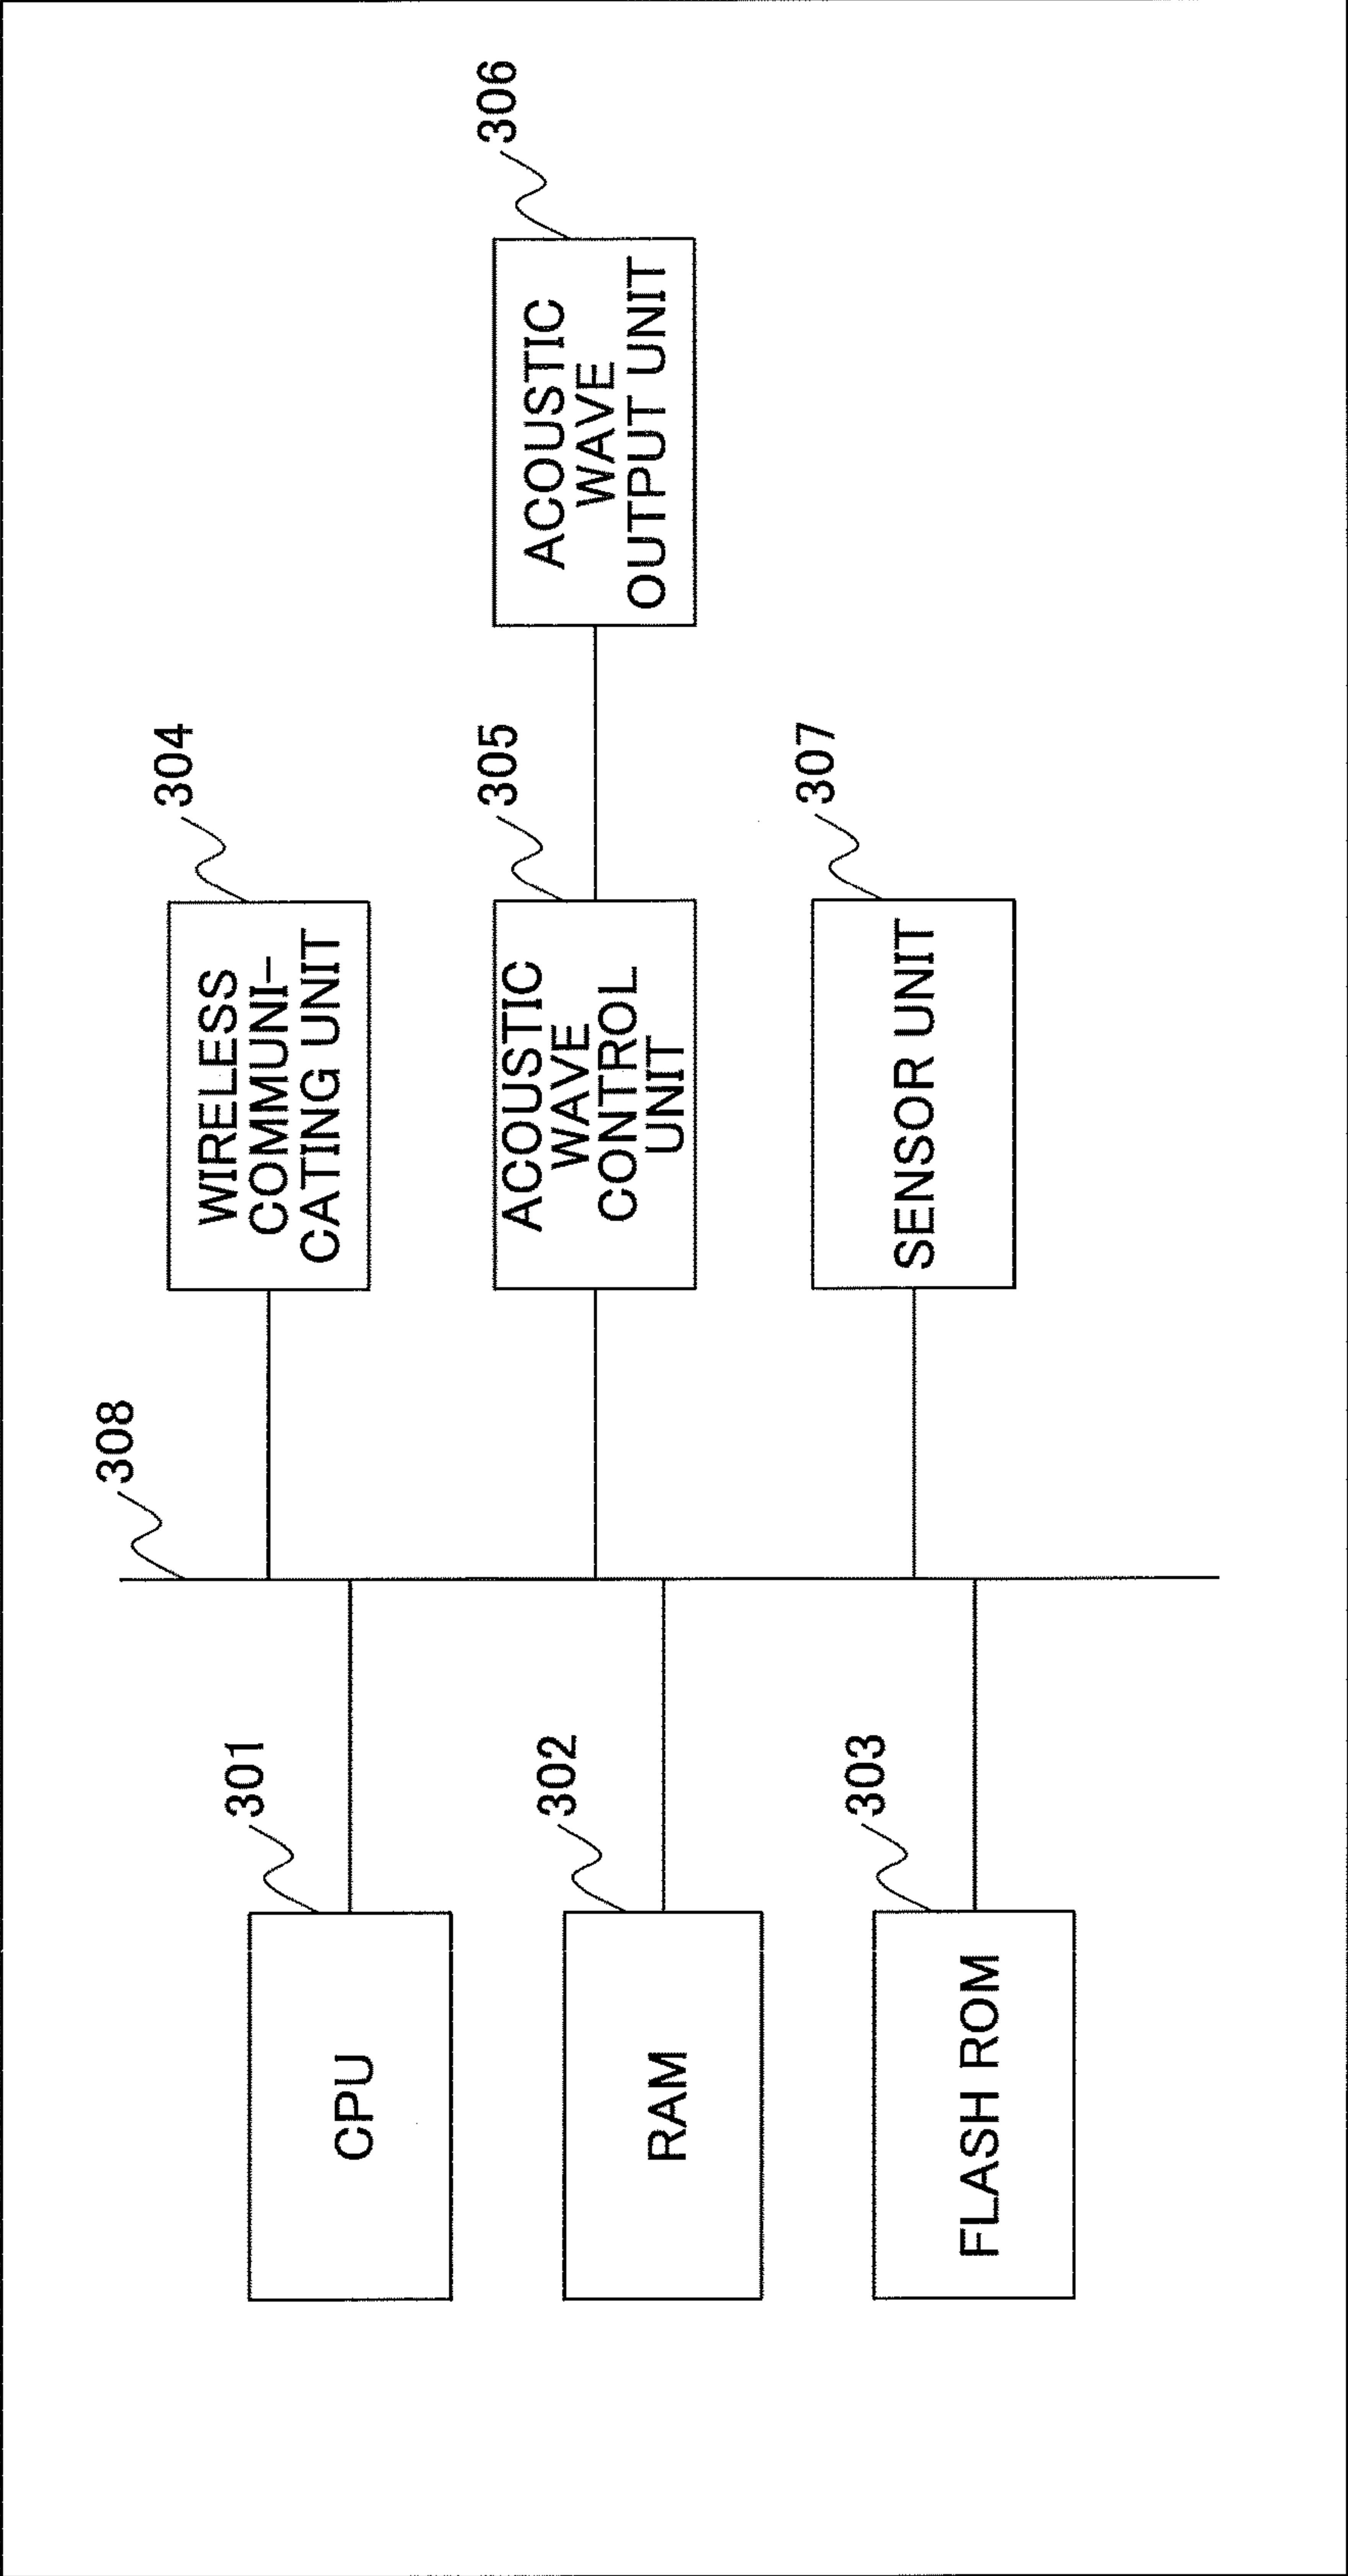 308
301
CPU
302
RAM
303
FLASH ROM
304
WIRELESS
COMMUNI-
CATING UNIT
305
ACOUSTIC
WAVE
CONTROL
UNIT
306
ACOUSTIC
WAVE
OUTPUT UNIT
307
SENSOR UNIT